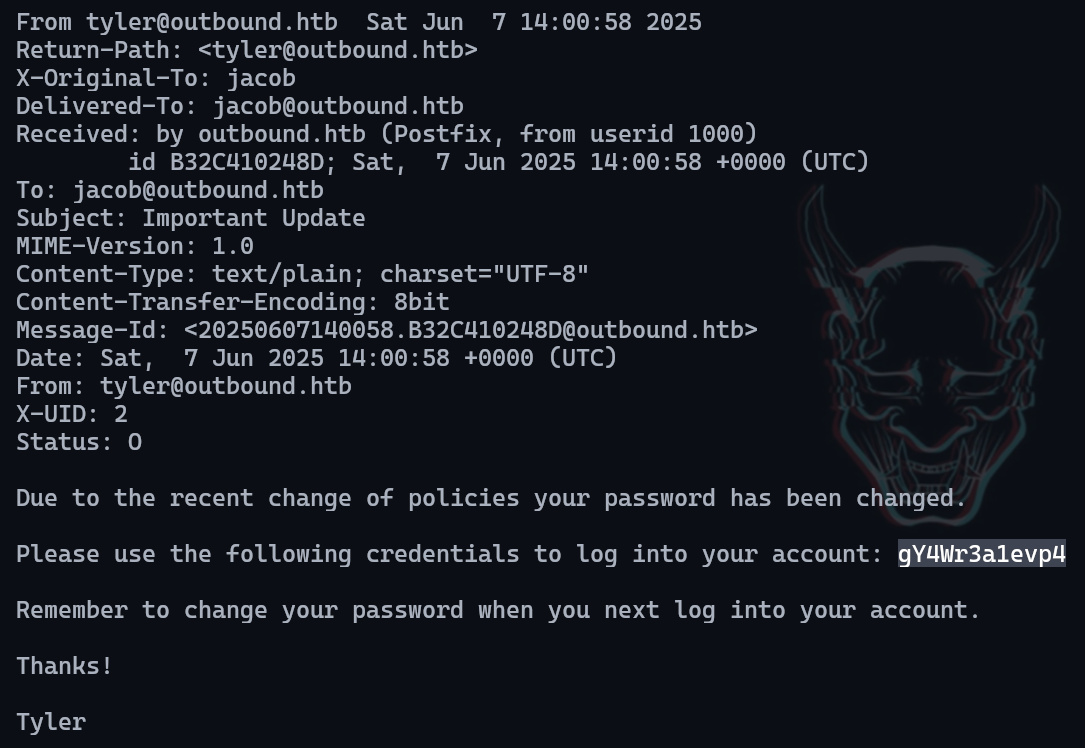 From tyler@outbound.htb  Sat Jun  7 14:00:58 2025
Return-Path: <tyler@outbound.htb>
X-Original-To: jacob
Delivered-To: jacob@outbound.htb
Received: by outbound.htb (Postfix, from userid 1000)
        id B32C410248D; Sat,  7 Jun 2025 14:00:58 +0000 (UTC)
To: jacob@outbound.htb
Subject: Important Update
MIME-Version: 1.0
Content-Type: text/plain; charset="UTF-8"
Content-Transfer-Encoding: 8bit
Message-Id: <20250607140058.B32C410248D@outbound.htb>
Date: Sat,  7 Jun 2025 14:00:58 +0000 (UTC)
From: tyler@outbound.htb
X-UID: 2
Status: O

Due to the recent change of policies your password has been changed.

Please use the following credentials to log into your account: gY4Wr3a1evp4

Remember to change your password when you next log into your account.

Thanks!

Tyler